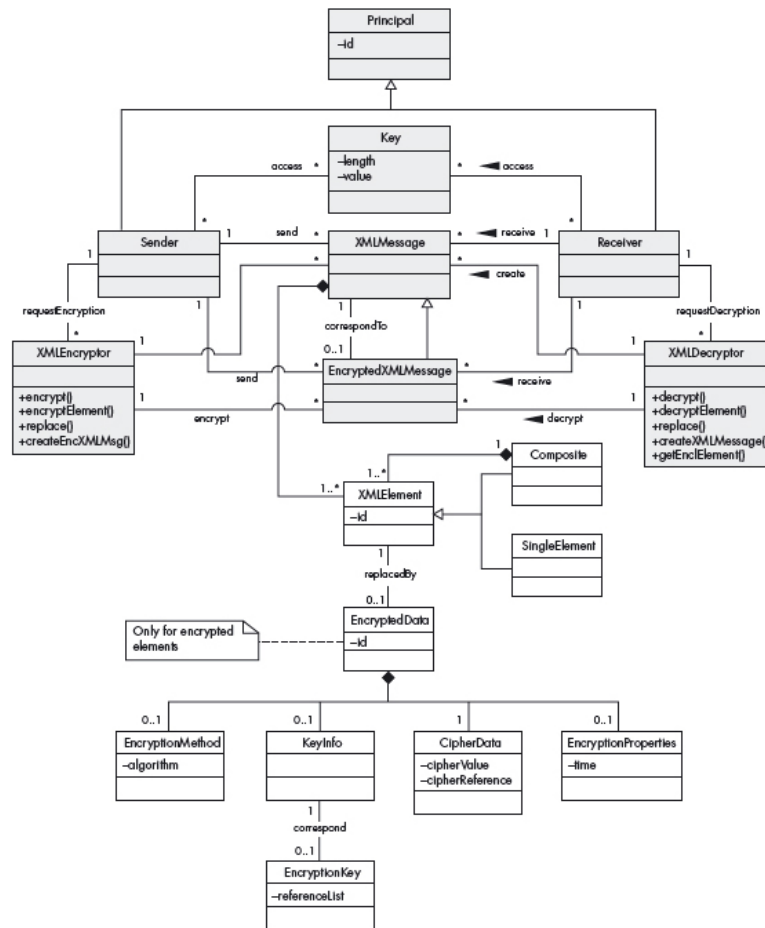 Principal
–id
Key
–length
–value
access
*
*
access
*
*
Sender
1
send
*
XMLMessage
*
receive
1
Receiver
1
*
*
create
1
requestEncryption
1
1
correspondTo
1
requestDecryption
*
XMLEncryptor
1
0..1
EncryptedXMLMessage
1
*
XMLDecryptor
send
*
*
receive
+encrypt()
+encryptElement()
+replace()
+createEncXMLMsg()
1
encrypt
*
*
decrypt
1
+decrypt()
+decryptElement()
+replace()
+createXMLMessage()
+getEnclElement()
1
Composite
1..*
1..*
XMLElement
–id
SingleElement
1
replacedBy
0..1
EncryptedData
–id
Only for encrypted
elements
0..1
0..1
1
0..1
EncryptionMethod
–algorithm
KeyInfo
CipherData
–cipherValue
–cipherReference
EncryptionProperties
–time
1
correspond
0..1
EncryptionKey
–referenceList